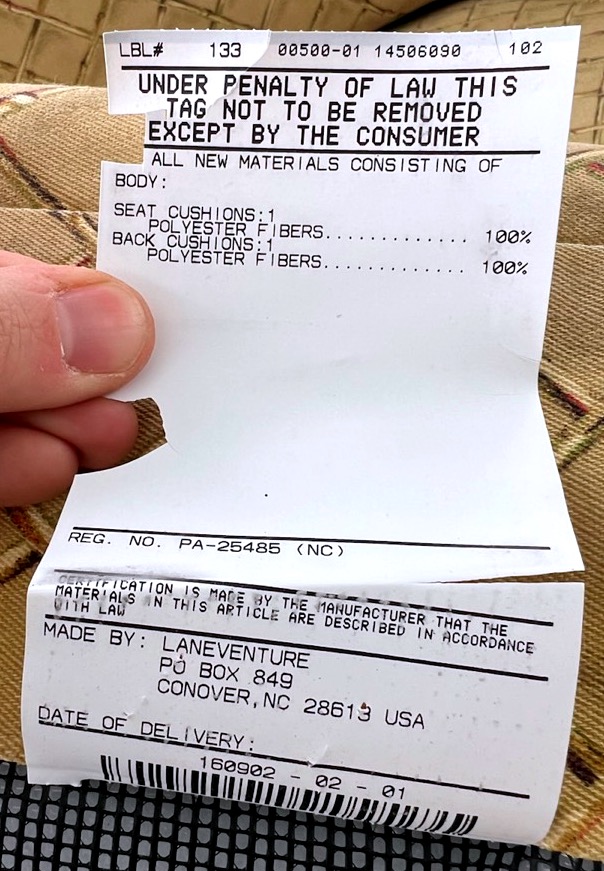 LBL# 133 00500-01 14506090 102
UNDER PENALTY OF LAW THIS
TAG NOT TO BE REMOVED
EXCEPT BY THE CONSUMER
ALL NEW MATERIALS CONSISTING OF
BODY:
SEAT CUSHIONS:1
POLYESTER FIBERS............. 100%
BACK CUSHIONS:1
POLYESTER FIBERS............. 100%
REG. NO. PA-25485 (NC)
CERTIFICATION IS MADE BY THE MANUFACTURER THAT THE
MATERIALS IN THIS ARTICLE ARE DESCRIBED IN ACCORDANCE
WITH LAW
MADE BY: LANEVENTURE
PO BOX 849
CONOVER,NC 28613 USA
DATE OF DELIVERY:
160902 - 02 - 01